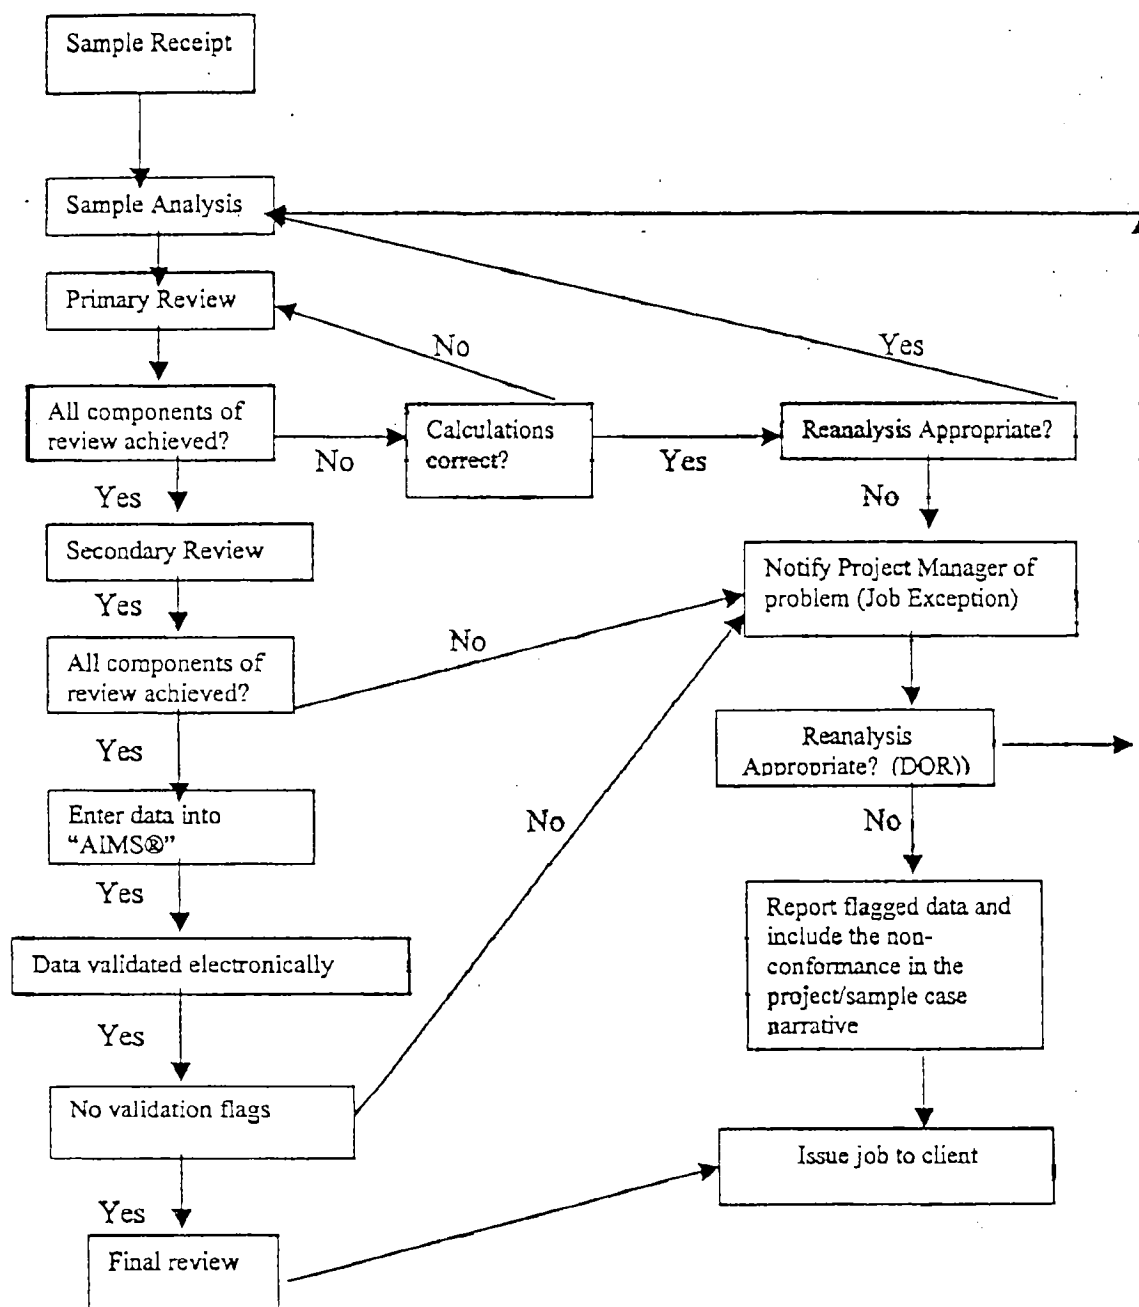 Sample Receipt
Sample Analysis
Primary Review
No
Yes
All components of
review achieved?
No
Calculations
correct?
Yes
Reanalysis Appropriate?
Yes
No
Secondary Review
Notify Project Manager of
problem (Job Exception)
Yes
No
All components of
review achieved?
Yes
Reanalysis
Appropriate? (DOR))
No
No
Enter data into
“AIMS®”
Yes
Report flagged data and
include the non-
conformance in the
project/sample case
narrative
Data validated electronically
Yes
No validation flags
Issue job to client
Yes
Final review